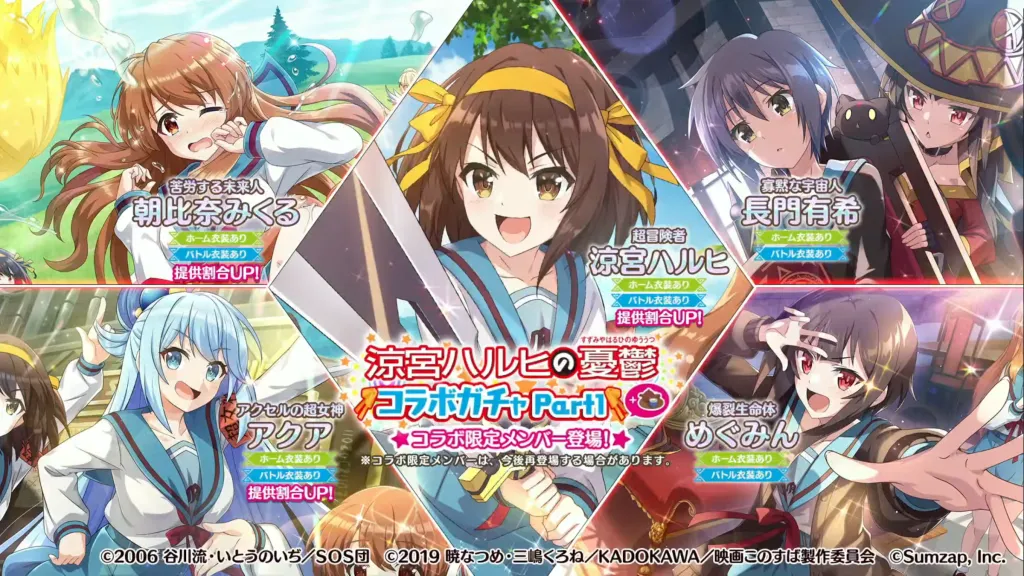 苦労する未来人
朝比奈みくる
ホーム衣装あり
バトル衣装あり
提供割合UP!
超冒険者
涼宮ハルヒ
ホーム衣装あり
バトル衣装あり
提供割合UP!
寡黙な宇宙人
長門有希
ホーム衣装あり
バトル衣装あり
アクセルの超女神
アクア
ホーム衣装あり
バトル衣装あり
提供割合UP!
すずみやはるひのゆううつ
涼宮ハルヒの憂鬱
コラボガチャ Part1
★コラボ限定メンバー登場!★
※コラボ限定メンバーは、今後再登場する場合があります。
爆裂生命体
めぐみん
ホーム衣装あり
バトル衣装あり
©2006 谷川流・いとうのいぢ/SOS団 ©2019 暁なつめ・三嶋くろね/KADOKAWA/映画このすば製作委員会 ©Sumzap, Inc.